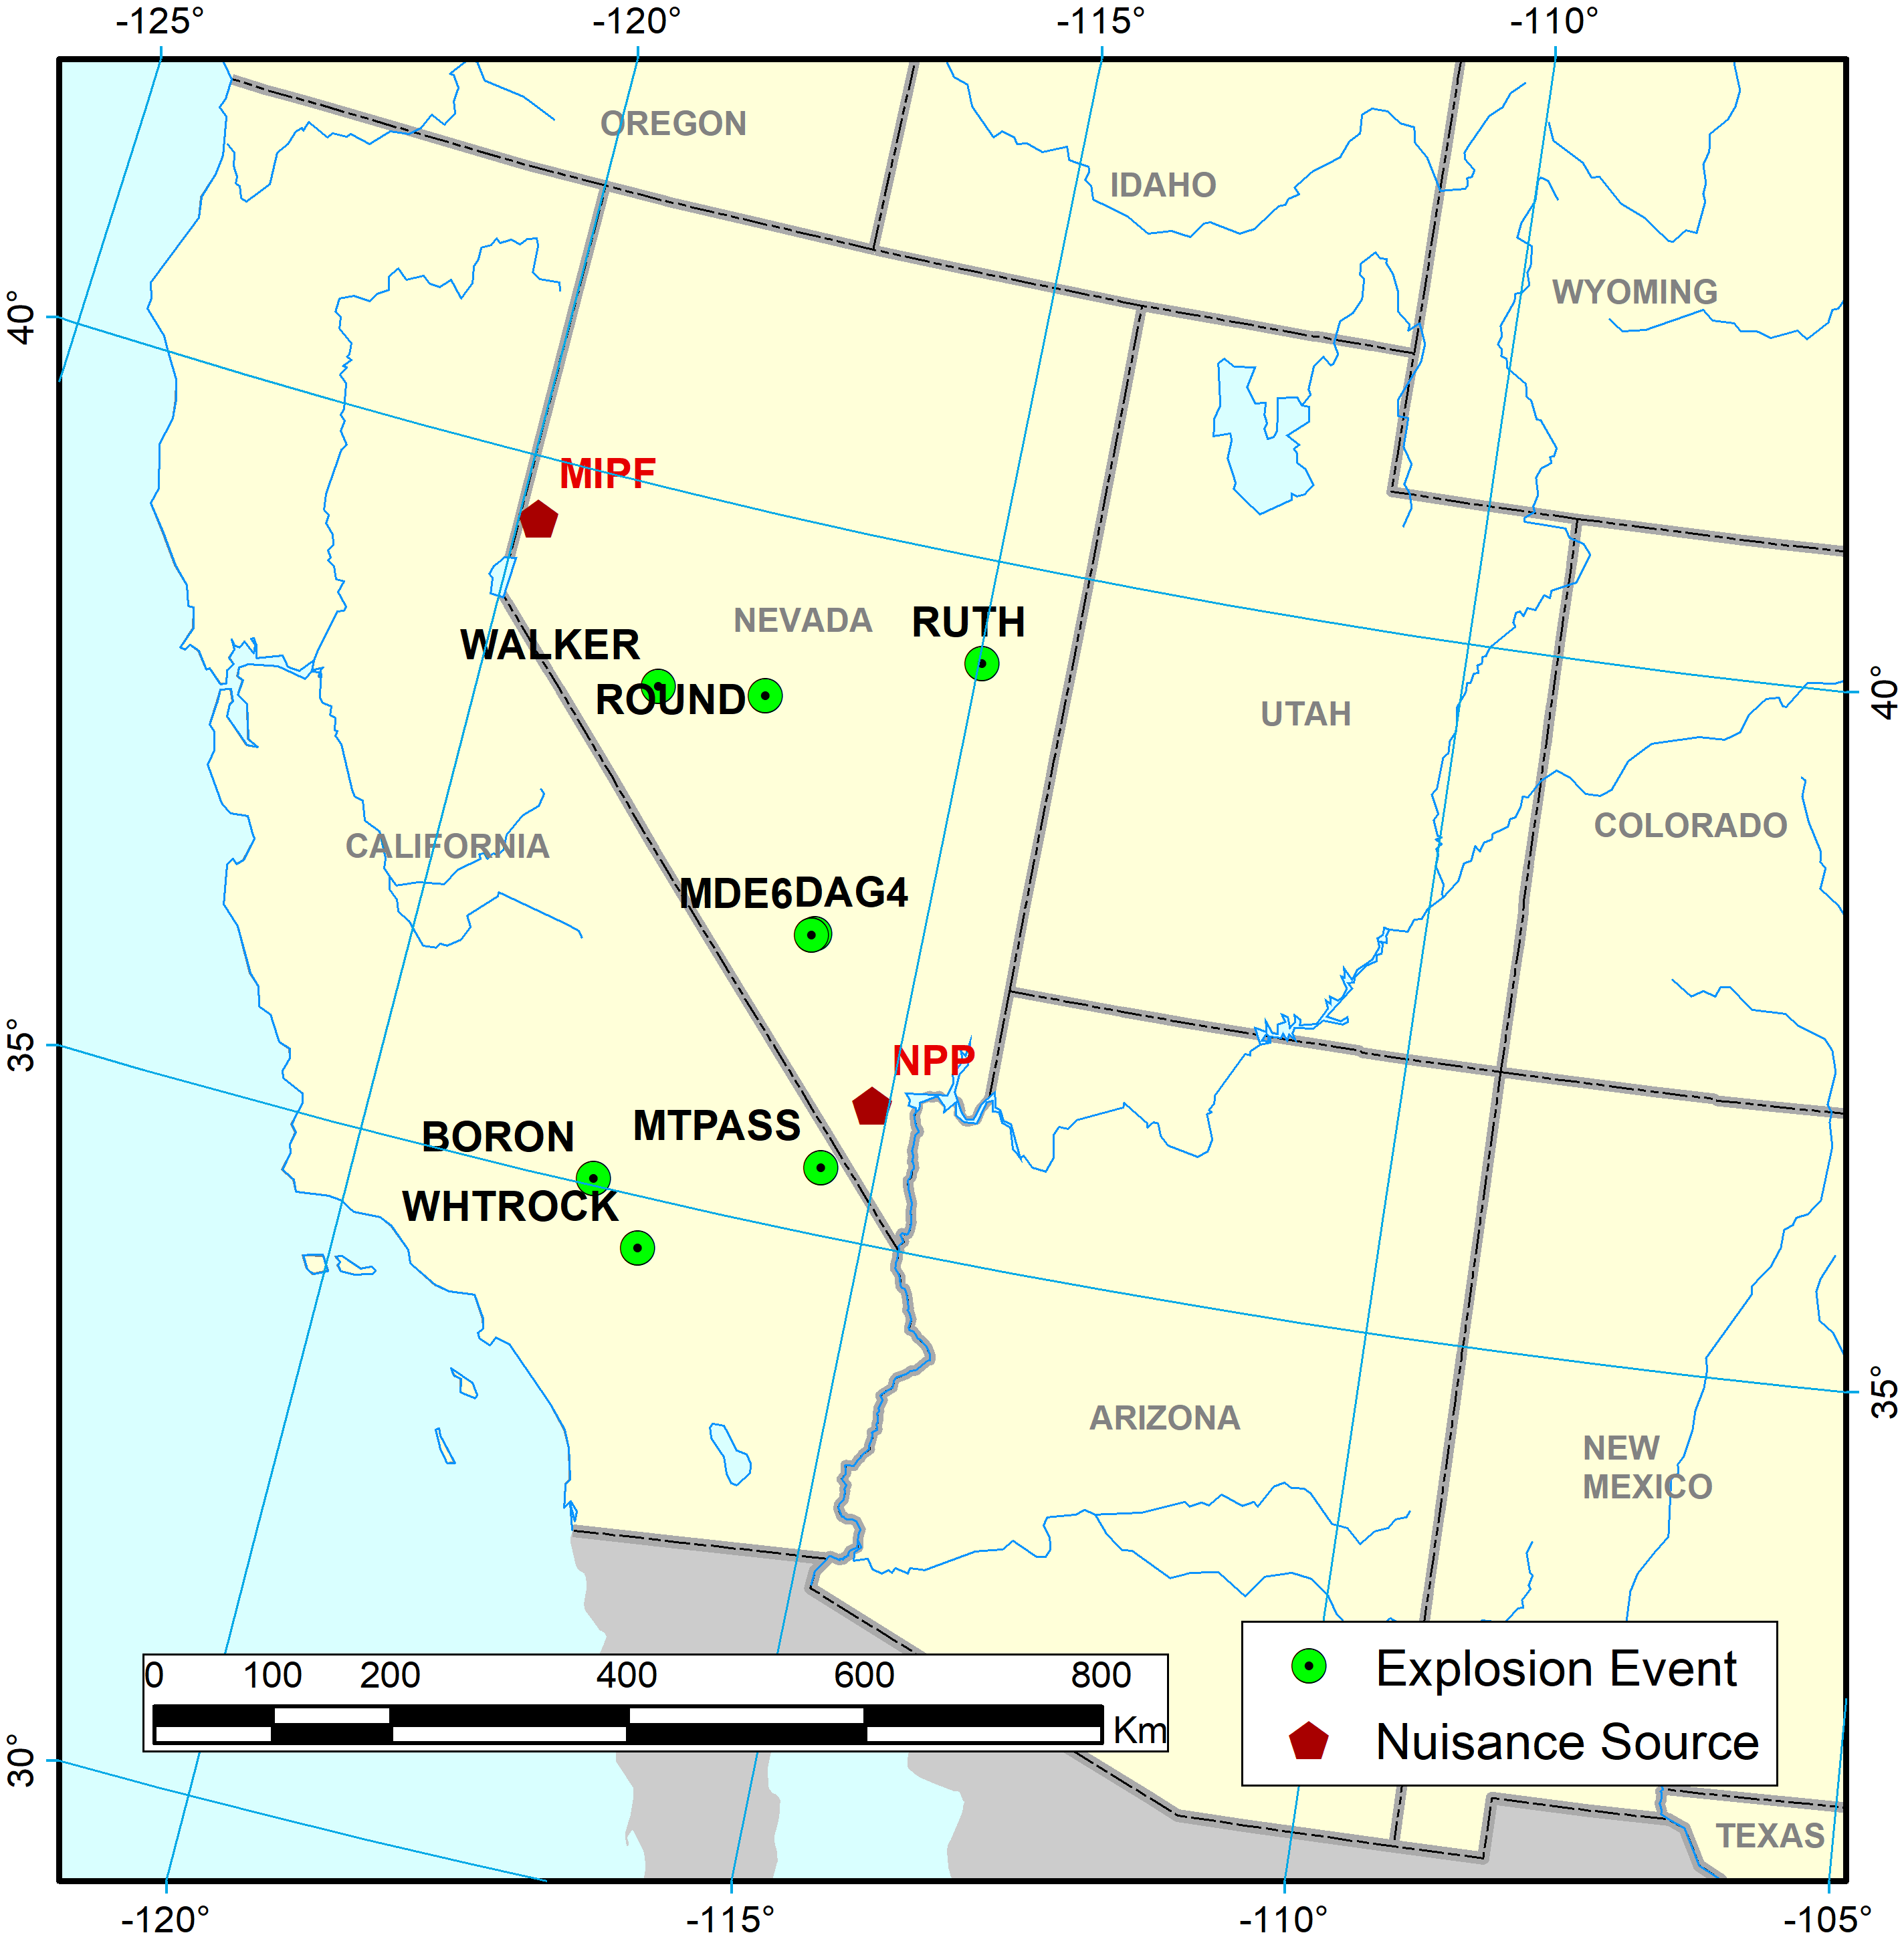 -125°
-120°
-115°
-110°
OREGON
IDAHO
WYOMING
40°
MIPF
NEVADA
RUTH
WALKER
ROUND
40°
UTAH
COLORADO
CALIFORNIA
MDE6DAG4
35°
NPP
MTPASS
BORON
WHTROCK
35°
ARIZONA
NEW
MEXICO
0 100 200 400 600 800
Km
Explosion Event
Nuisance Source
30°
TEXAS
-120°
-115°
-110°
-105°